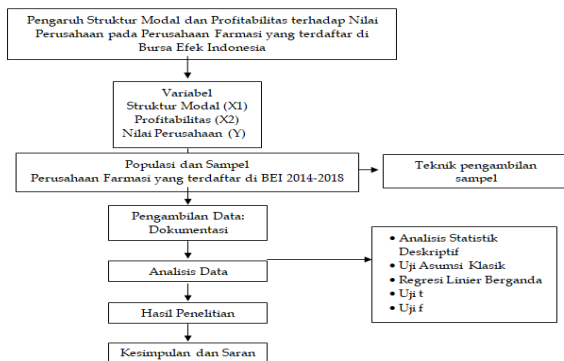 Pengaruh Struktur Modal dan Profitabilitas terhadap Nilai
Perusahaan pada Perusahaan Farmasi yang terdaftar di
Bursa Efek Indonesia
Variabel
Struktur Modal (X1)
Profitabilitas (X2)
Nilai Perusahaan (Y)
Populasi dan Sampel
Perusahaan Farmasi yang terdaftar di BEI 2014-2018
Teknik pengambilan
sampel
Pengambilan Data:
Dokumentasi
Analisis Data
• Analisis Statistik
Deskriptif
• Uji Asumsi Klasik
• Regresi Linier Berganda
• Uji t
• Uji f
Hasil Penelitian
Kesimpulan dan Saran